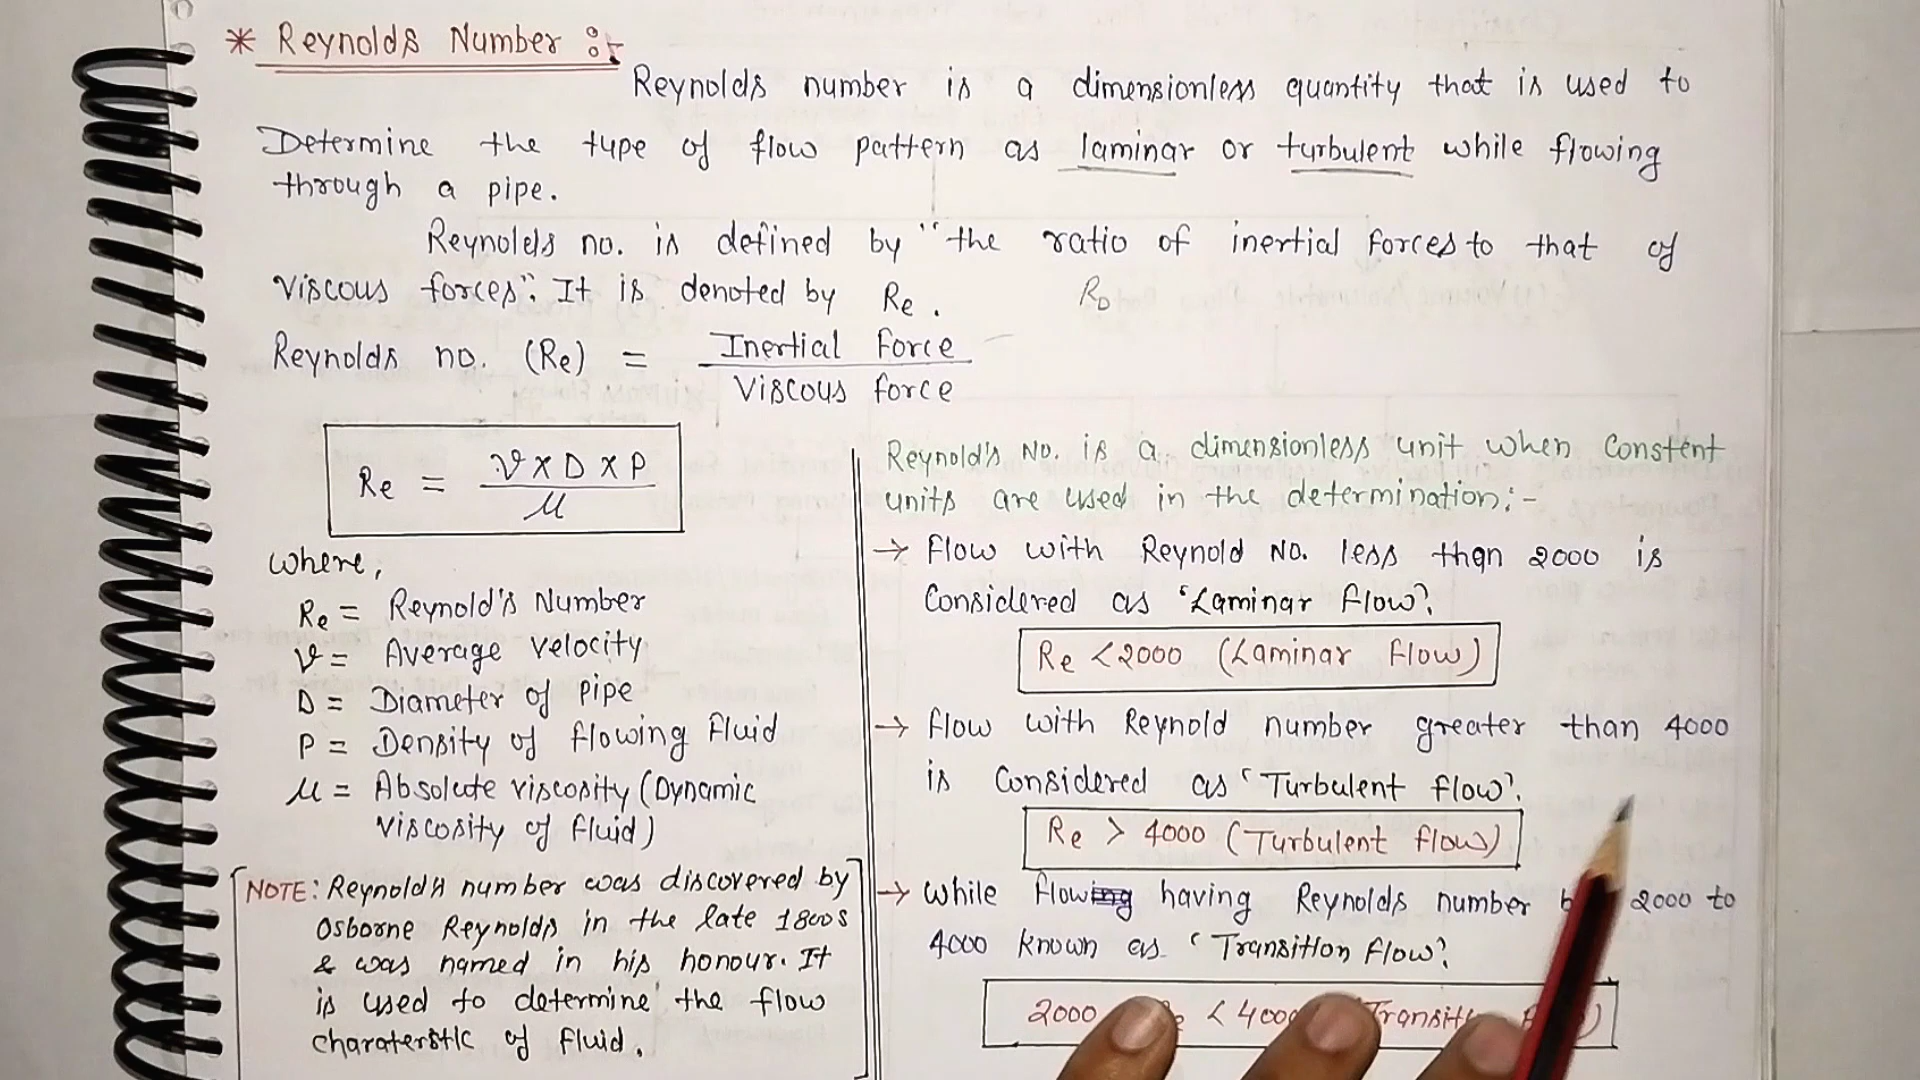 * Reynolds Number :-
Reynolds number is a dimensionless quantity that is used to
Determine the type of flow pattern as laminar or turbulent while flowing
through a pipe.
Reynolds no. is defined by "the ratio of inertial forces to that of
viscous forces". It is denoted by Re. RD
Reynolds no. (Re) = Inertial Force
Viscous force
Re = v x D x P
μ
where,
Re = Reynold's Number
v = Average velocity
D = Diameter of pipe
P = Density of flowing Fluid
μ = Absolute viscosity (Dynamic
viscosity of fluid)
NOTE: Reynolds number was discovered by
Osborne Reynolds in the late 1800s
& was named in his honour. It
is used to determine the flow
charaterstic of fluid.
Reynold's No. is a dimensionless unit when Constent
units are used in the determination:-
→ Flow with Reynold No. less than 2000 is
Considered as 'Laminar Flow'.
Re < 2000 (Laminar Flow)
→ flow with Reynold number greater than 4000
is Considered as 'Turbulent flow'.
Re > 4000 (Turbulent flow)
→ While flow having Reynolds number 2000 to
4000 known as 'Transition Flow'.
2000 < 4000